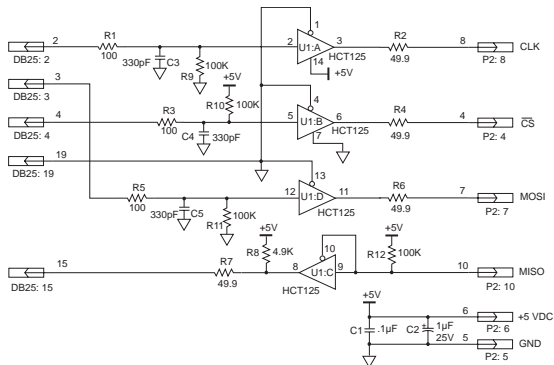 2
R1
100
DB25: 2
330pF
C3
R9
100K
1
2
U1:A
3
14
HCT125
+5V
R2
49.9
8
CLK
P2: 8
3
DB25: 3
+5V
R10
100K
4
R3
100
DB25: 4
C4
330pF
4
5
U1:B
6
7
HCT125
R4
49.9
4
CS
P2: 4
19
DB25: 19
R5
100
330pF
C5
R11
100K
13
12
U1:D
11
HCT125
R6
49.9
7
MOSI
P2: 7
+5V
R8
4.9K
+5V
R12
100K
15
R7
49.9
DB25: 15
8
U1:C
10
9
HCT125
10
MISO
P2: 10
+5V
C1
.1µF
C2
+
1µF
25V
6
+5 VDC
P2: 6
5
GND
P2: 5